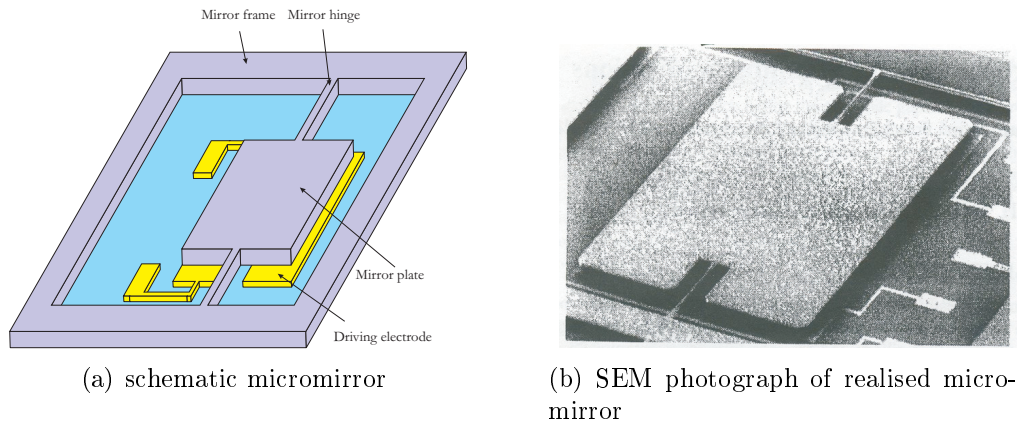 Mirror frame
Mirror hinge
Mirror plate
Driving electrode
(a) schematic micromirror
(b) SEM photograph of realised micro-
mirror